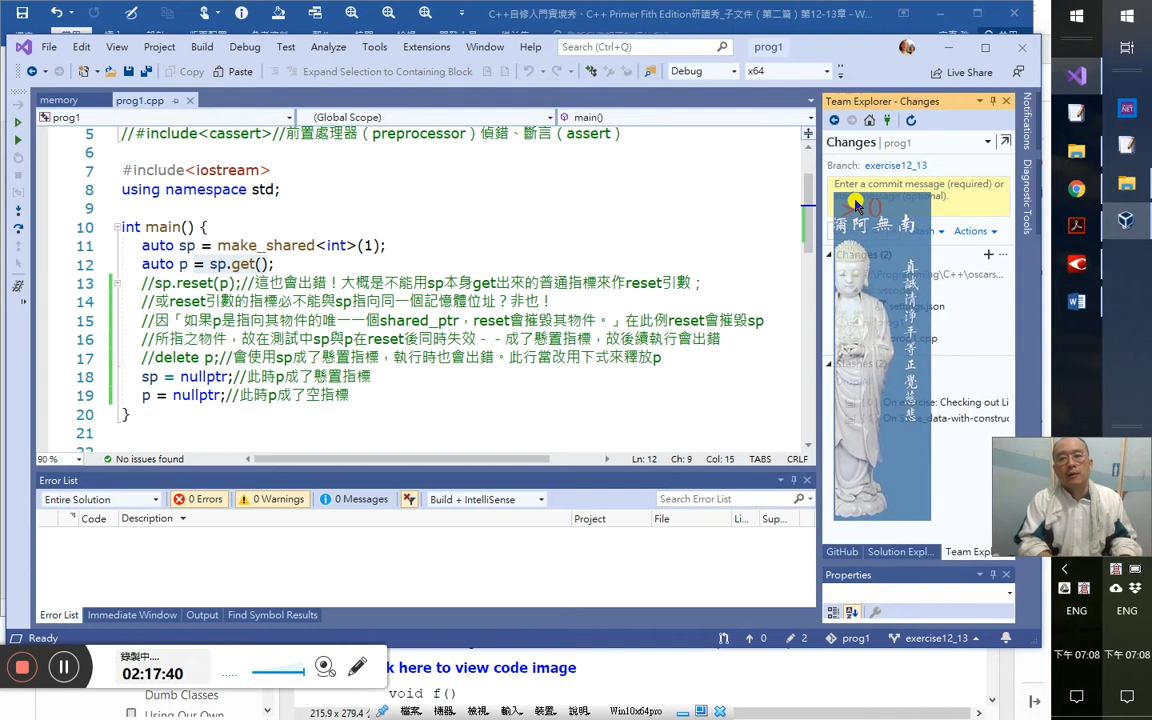 C++自修入門實境秀、C++ Primer Fith Edition研讀秀_子文件（第二篇）第12-13章 - W...
File Edit View Project Build Debug Test Analyze Tools Extensions Window Help Search (Ctrl+Q) prog1
Copy Paste Expand Selection to Containing Block Debug x64 Live Share
memory prog1.cpp
prog1 (Global Scope) main()
5 //#include<cassert>//前置處理器（preprocessor）偵錯、斷言（assert）
6
7 #include<iostream>
8 using namespace std;
9
10 int main() {
11 auto sp = make_shared<int>(1);
12 auto p = sp.get();
13 //sp.reset(p);//這也會出錯！大概是不能用sp本身get出來的普通指標來作reset引數；
14 //或reset引數的指標必不能與sp指向同一個記憶體位址？非也！
15 //因「如果p是指向其物件的唯一一個shared_ptr，reset會摧毀其物件。」在此例reset會摧毀sp
16 //所指之物件，故在測試中sp與p在reset後同時失效－－成了懸置指標，故後續執行會出錯
17 //delete p;//會使用sp成了懸置指標，執行時也會出錯。此行當改用下式來釋放p
18 sp = nullptr;//此時p成了懸置指標
19 p = nullptr;//此時p成了空指標
20 }
21
90 % No issues found Ln: 12 Ch: 9 Col: 15 TABS CRLF
Error List
Entire Solution 0 Errors 0 Warnings 0 Messages Build + IntelliSense Search Error List
Code Description Project File Li... Sup...
Error List Immediate Window Output Find Symbol Results
Ready 0 2 prog1 exercise12_13
Team Explorer - Changes
Changes prog1
Branch: exercise12_13
Enter a commit message (required) or
Actions
Changes (2)
\Programming\C++\oscars...
settings.json
Stashes (2)
On exercise: Checking out Li
_data-with-construc
南無阿彌
真誠清淨平等正覺慈悲
GitHub Solution Expl... Team Expl
Properties
Notifications
Diagnostic Tools
錄製中....
02:17:40
ck here to view code image
void f()
Dumb Classes
Using Our Own
215.9 x 279.4 檔案 機器 檢視 輸入 裝置 說明 Win10x64pro
ENG ENG
下午 07:08 下午 07:08